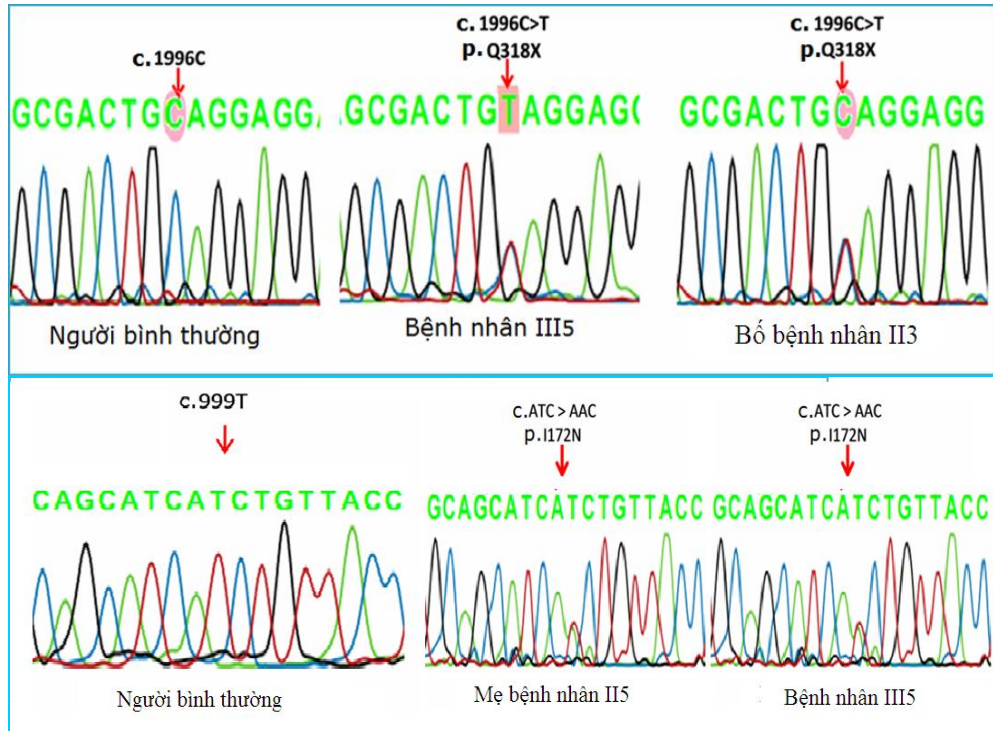 c.1996C
GCGACTGCAGGAGG
Người bình thường
c.1996C>T
p.Q318X
GCGACTGTAGGAGC
Bệnh nhân III5
c.1996C>T
p.Q318X
GCGACTGCAGGAGG
Bố bệnh nhân II3
c.999T
CAGCATCATCTGTTACC
Người bình thường
c.ATC > AAC
p.I172N
GCAGCATCATCTGTTACC
Mẹ bệnh nhân II5
c.ATC > AAC
p.I172N
GCAGCATCATCTGTTACC
Bệnh nhân III5